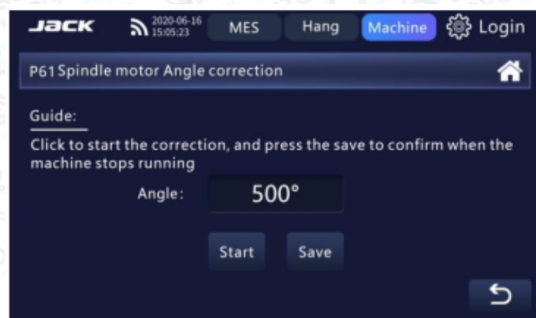 JACK
2020-06-16
15:05:23
MES
Hang
Machine
Login
P61 Spindle motor Angle correction
Guide:
Click to start the correction, and press the save to confirm when the
machine stops running
Angle:
500°
Start
Save